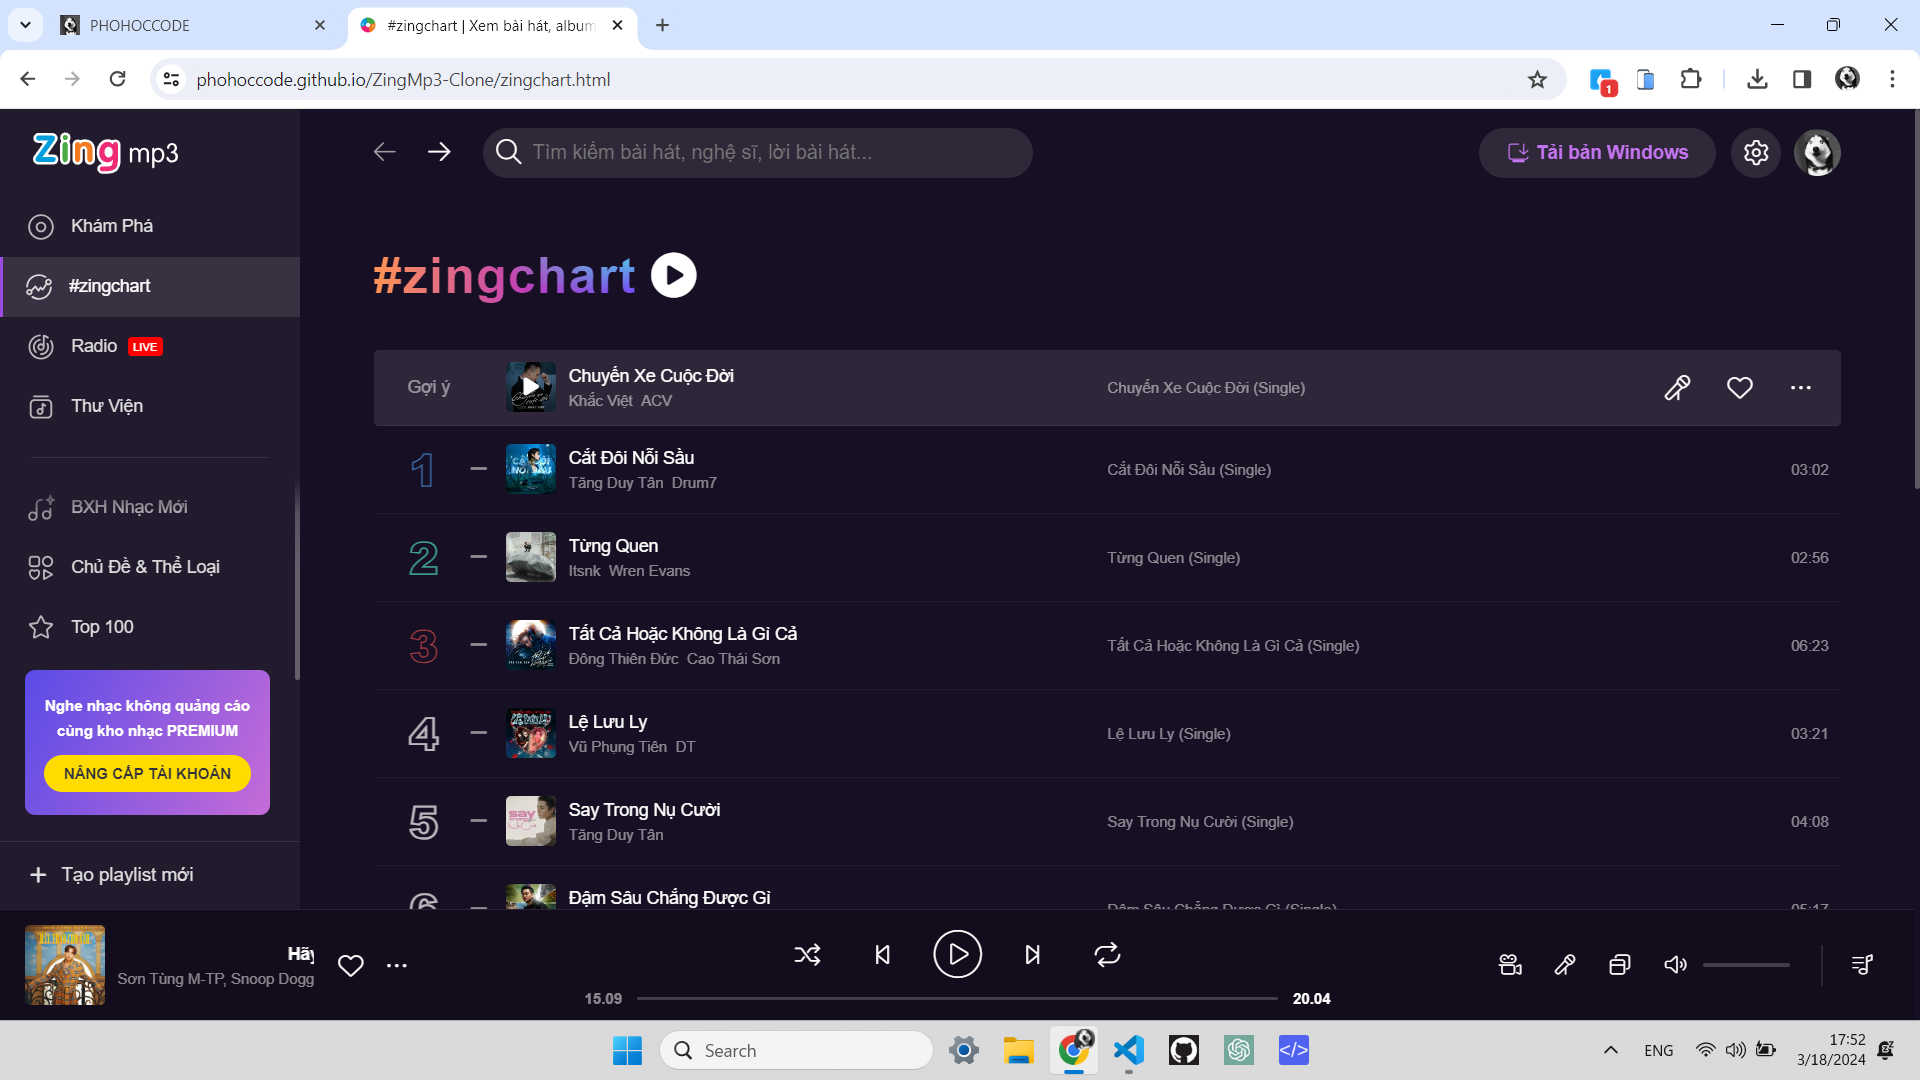 PHOHOCCODE
#zingchart | Xem bài hát, album
phohoccode.github.io/ZingMp3-Clone/zingchart.html
1
Zing mp3
Tìm kiếm bài hát, nghệ sĩ, lời bài hát...
Tải bản Windows
Khám Phá
#zingchart
Radio LIVE
Thư Viện
BXH Nhạc Mới
Chủ Đề & Thể Loại
Top 100
Nghe nhạc không quảng cáo
cùng kho nhạc PREMIUM
NÂNG CẤP TÀI KHOẢN
Tạo playlist mới
#zingchart
Gợi ý
Chuyến Xe Cuộc Đời
Khắc Việt ACV
Chuyến Xe Cuộc Đời (Single)
1
Cắt Đôi Nỗi Sầu
Tăng Duy Tân Drum7
Cắt Đôi Nỗi Sầu (Single)
03:02
2
Từng Quen
Itsnk Wren Evans
Từng Quen (Single)
02:56
3
Tất Cả Hoặc Không Là Gì Cả
Đông Thiên Đức Cao Thái Sơn
Tất Cả Hoặc Không Là Gì Cả (Single)
06:23
4
Lệ Lưu Ly
Vũ Phụng Tiên DT
Lệ Lưu Ly (Single)
03:21
5
Say Trong Nụ Cười
Tăng Duy Tân
Say Trong Nụ Cười (Single)
04:08
6
Đậm Sâu Chẳng Được Gì
Đậm Sâu Chẳng Được Gì (Single)
05:17
Hãy
Sơn Tùng M-TP, Snoop Dogg
15.09
20.04
Search
ENG
17:52
3/18/2024